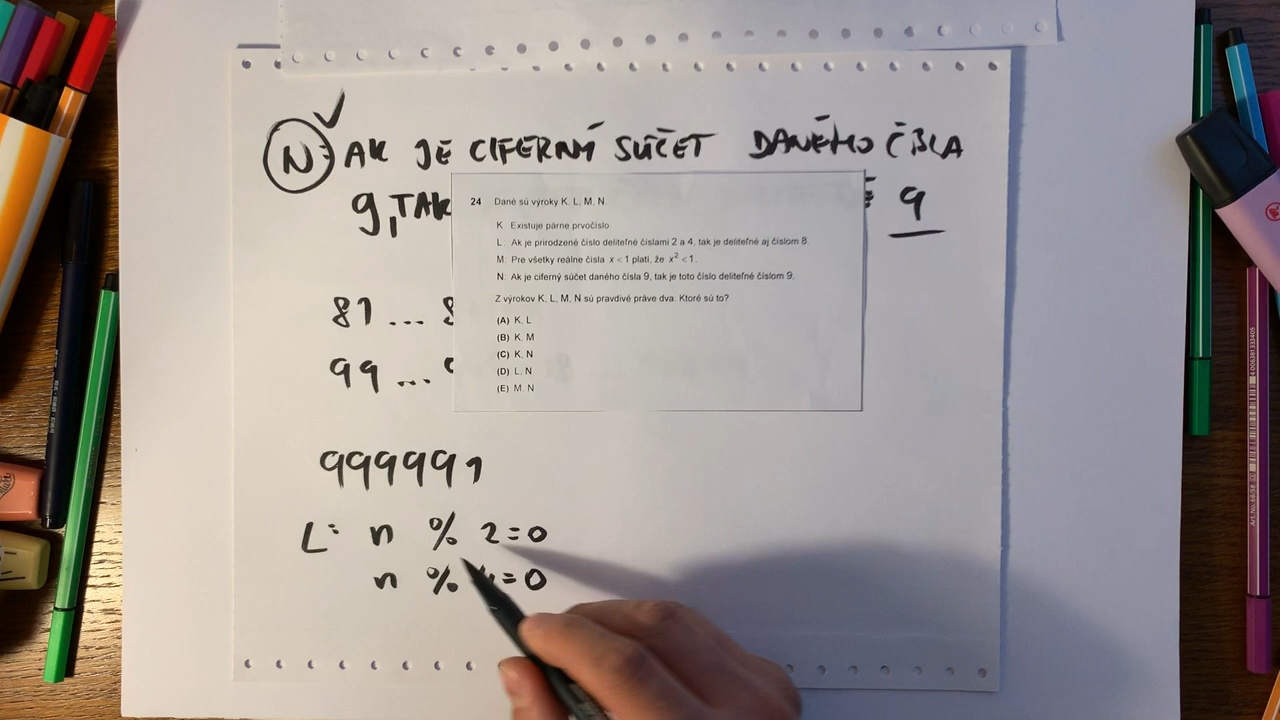 N: AK JE CIFERNÝ SÚČET DANÉHO ČÍSLA
9, TAK 9
24 Dané sú výroky K, L, M, N.
K: Existuje párne prvočíslo
L: Ak je prirodzené číslo deliteľné číslami 2 a 4, tak je deliteľné aj číslom 8.
M: Pre všetky reálne čísla x < 1 platí, že x² < 1.
N: Ak je ciferný súčet daného čísla 9, tak je toto číslo deliteľné číslom 9.
Z výrokov K, L, M, N sú pravdivé práve dva. Ktoré sú to?
(A) K, L
(B) K, M
(C) K, N
(D) L, N
(E) M, N
81 ...
99 ...
999991
L: n % 2=0
n % =0